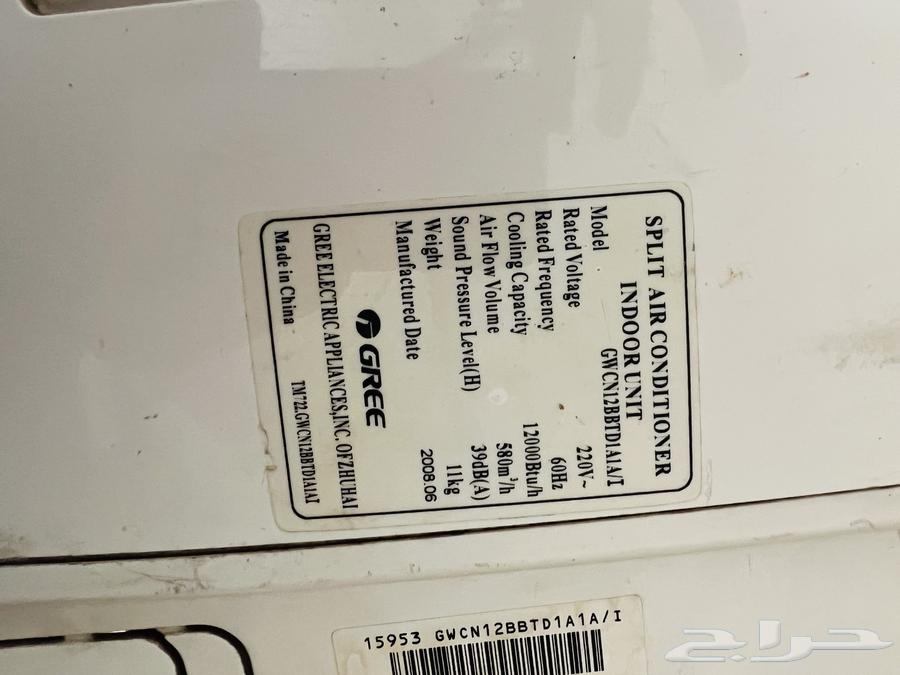 SPLIT AIR CONDITIONER
INDOOR UNIT
Model GWCN12BBTD1A1A/I
Rated Voltage 220V~
Rated Frequency 60Hz
Cooling Capacity 12000Btu/h
Air Flow Volume 580m³/h
Sound Pressure Level(H) 39dB(A)
Weight 11kg
Manufactured Date 2008.06
GREE
GREE ELECTRIC APPLIANCES,INC. OF ZHUHAI
Made in China TM722.GWCN12BBTD1A1AI
15953 GWCN12BBTD1A1A/I
حراج